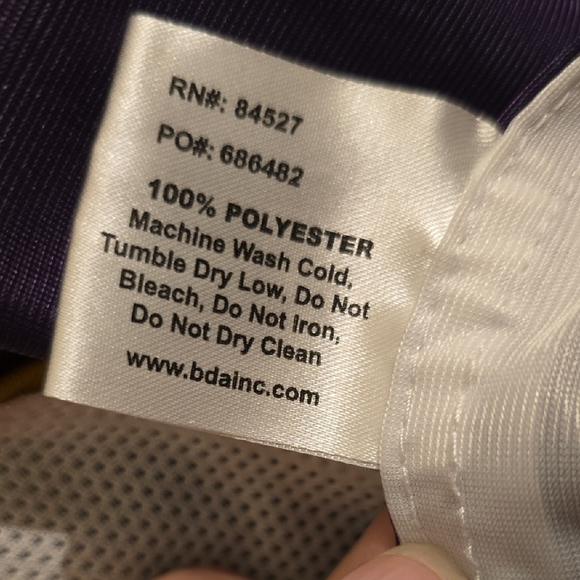 RN#: 84527
PO#: 686482
100% POLYESTER
Machine Wash Cold,
Tumble Dry Low, Do Not
Bleach, Do Not Iron,
Do Not Dry Clean
www.bdainc.com